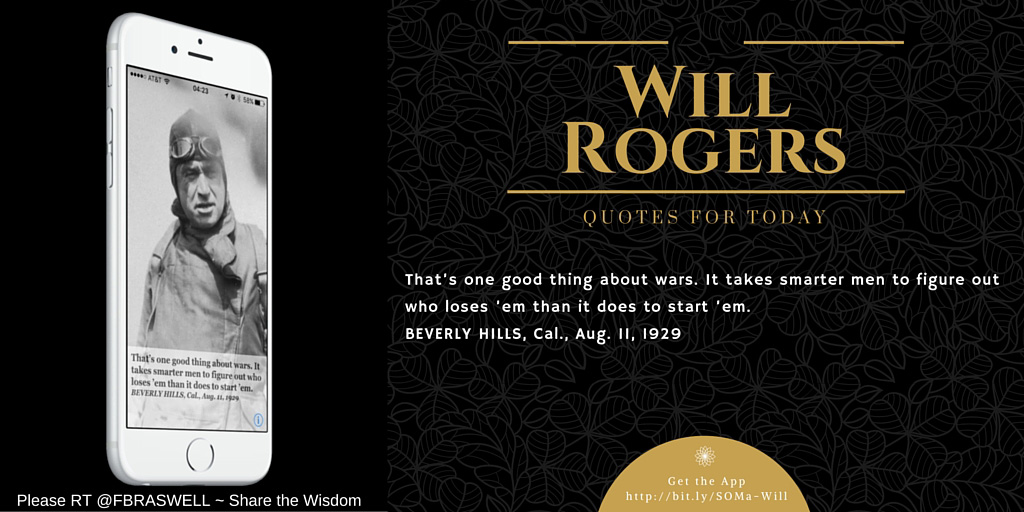 AT&T
04:23
58%
That's one good thing about wars. It
takes smarter men to figure out who
loses 'em than it does to start 'em.
BEVERLY HILLS, Cal., Aug. 11, 1929
Please RT @FBRASWELL ~ Share the Wisdom
WILL
ROGERS
QUOTES FOR TODAY
That's one good thing about wars. It takes smarter men to figure out
who loses 'em than it does to start 'em.
BEVERLY HILLS, Cal., Aug. 11, 1929
Get the App
http://bit.ly/SOMa-Will